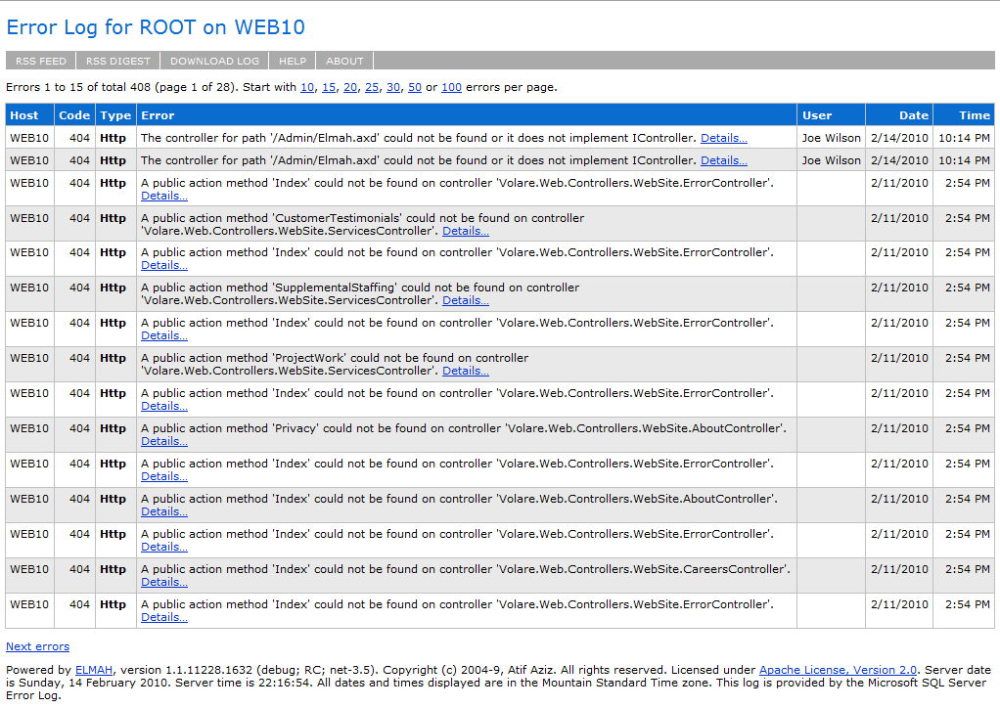 Error Log for ROOT on WEB10
RSS FEED RSS DIGEST DOWNLOAD LOG HELP ABOUT
Errors 1 to 15 of total 408 (page 1 of 28). Start with 10, 15, 20, 25, 30, 50 or 100 errors per page.
Host Code Type Error User Date Time
WEB10 404 Http The controller for path '/Admin/Elmah.axd' could not be found or it does not implement IController. Details... Joe Wilson 2/14/2010 10:14 PM
WEB10 404 Http The controller for path '/Admin/Elmah.axd' could not be found or it does not implement IController. Details... Joe Wilson 2/14/2010 10:14 PM
WEB10 404 Http A public action method 'Index' could not be found on controller 'Volare.Web.Controllers.WebSite.ErrorController'. 2/11/2010 2:54 PM
Details...
WEB10 404 Http A public action method 'CustomerTestimonials' could not be found on controller 2/11/2010 2:54 PM
'Volare.Web.Controllers.WebSite.ServicesController'. Details...
WEB10 404 Http A public action method 'Index' could not be found on controller 'Volare.Web.Controllers.WebSite.ErrorController'. 2/11/2010 2:54 PM
Details...
WEB10 404 Http A public action method 'SupplementalStaffing' could not be found on controller 2/11/2010 2:54 PM
'Volare.Web.Controllers.WebSite.ServicesController'. Details...
WEB10 404 Http A public action method 'Index' could not be found on controller 'Volare.Web.Controllers.WebSite.ErrorController'. 2/11/2010 2:54 PM
Details...
WEB10 404 Http A public action method 'ProjectWork' could not be found on controller 2/11/2010 2:54 PM
'Volare.Web.Controllers.WebSite.ServicesController'. Details...
WEB10 404 Http A public action method 'Index' could not be found on controller 'Volare.Web.Controllers.WebSite.ErrorController'. 2/11/2010 2:54 PM
Details...
WEB10 404 Http A public action method 'Privacy' could not be found on controller 'Volare.Web.Controllers.WebSite.AboutController'. 2/11/2010 2:54 PM
Details...
WEB10 404 Http A public action method 'Index' could not be found on controller 'Volare.Web.Controllers.WebSite.ErrorController'. 2/11/2010 2:54 PM
Details...
WEB10 404 Http A public action method 'Index' could not be found on controller 'Volare.Web.Controllers.WebSite.AboutController'. 2/11/2010 2:54 PM
Details...
WEB10 404 Http A public action method 'Index' could not be found on controller 'Volare.Web.Controllers.WebSite.ErrorController'. 2/11/2010 2:54 PM
Details...
WEB10 404 Http A public action method 'Index' could not be found on controller 'Volare.Web.Controllers.WebSite.CareersController'. 2/11/2010 2:54 PM
Details...
WEB10 404 Http A public action method 'Index' could not be found on controller 'Volare.Web.Controllers.WebSite.ErrorController'. 2/11/2010 2:54 PM
Details...
Next errors
Powered by ELMAH, version 1.1.11228.1632 (debug; RC; net-3.5). Copyright (c) 2004-9, Atif Aziz. All rights reserved. Licensed under Apache License, Version 2.0. Server date
is Sunday, 14 February 2010. Server time is 22:16:54. All dates and times displayed are in the Mountain Standard Time zone. This log is provided by the Microsoft SQL Server
Error Log.